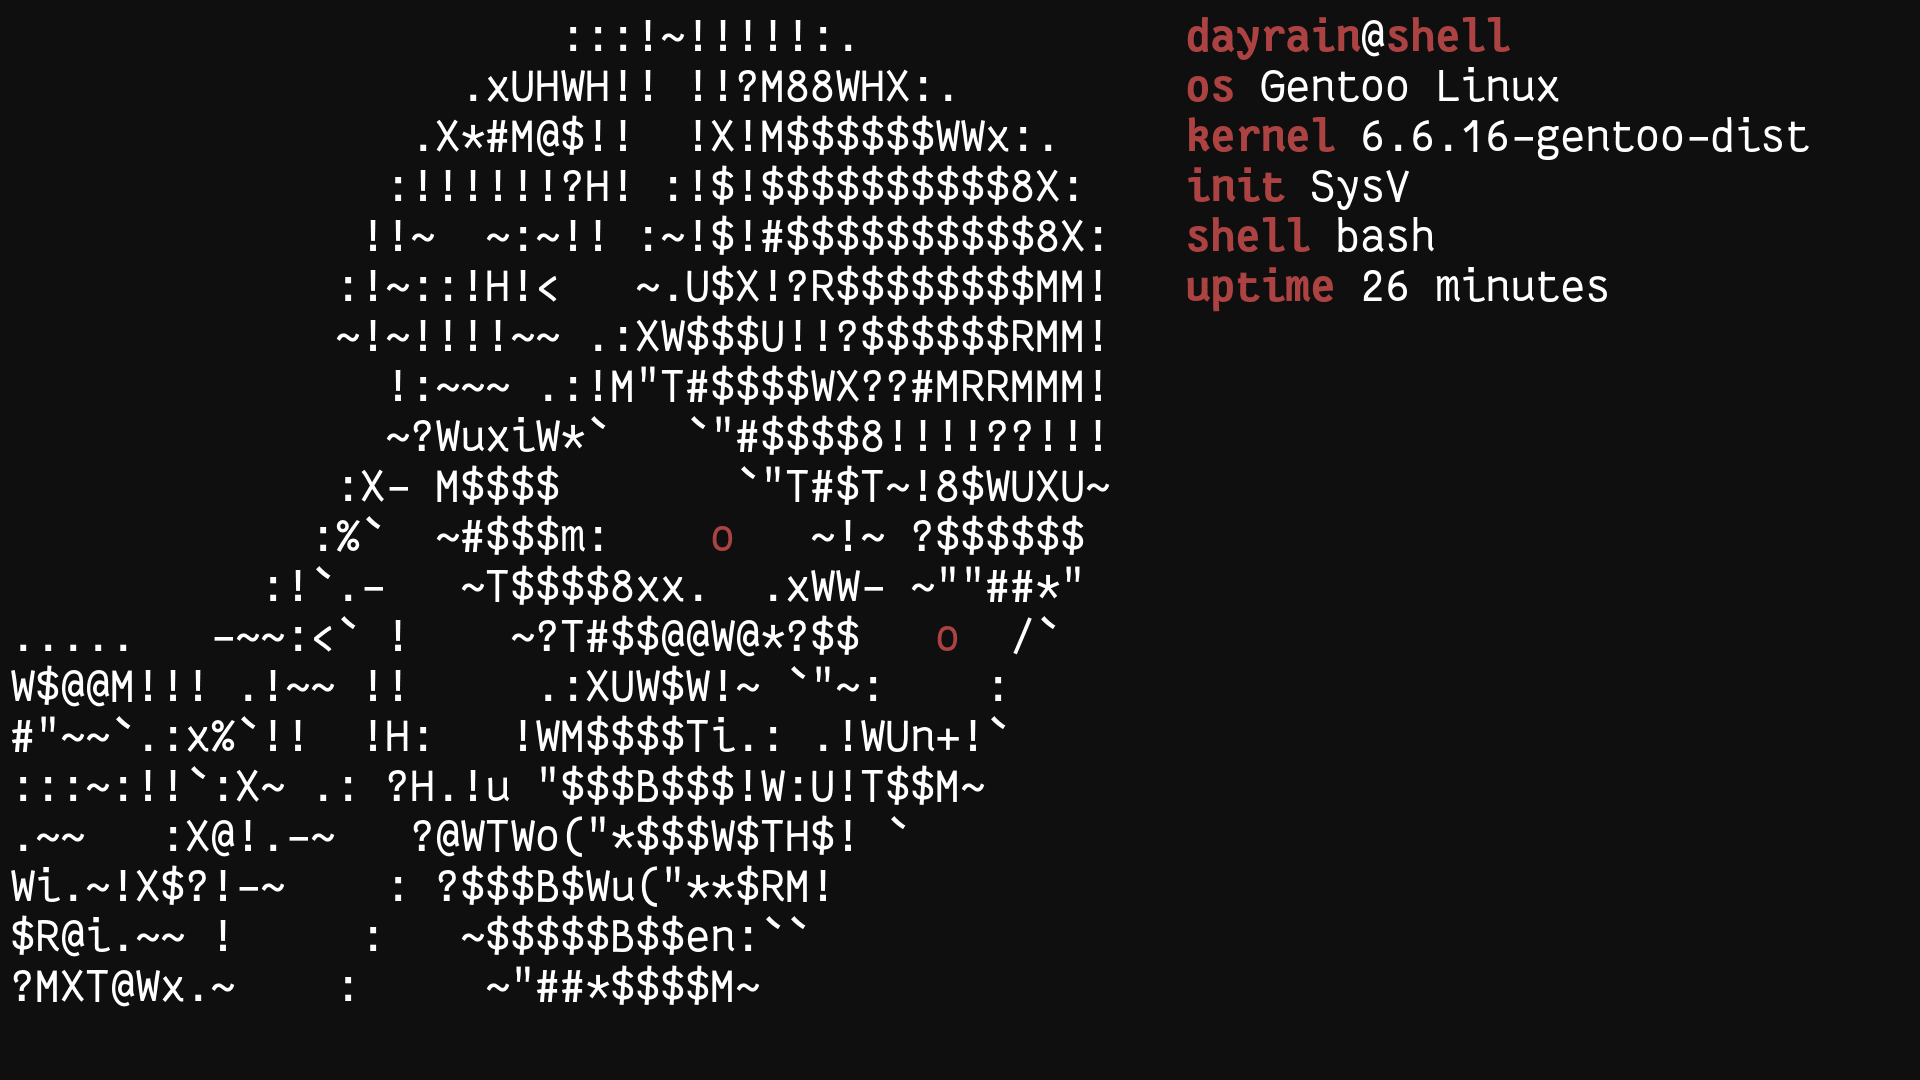 :::!~!!!!!:.
                  .xUHWH!! !!?M88WHX:.
                .X*#M@$!!  !X!M$$$$$$WWx:.
               :!!!!!!?H! :!$!$$$$$$$$$$8X:
              !!~  ~:~!! :~!$!#$$$$$$$$$$8X:
             :!~::!H!<   ~.U$X!?R$$$$$$$$MM!
             ~!~!!!!~~ .:XW$$$U!!?$$$$$$RMM!
               !:~~~ .:!M"T#$$$$WX??#MRRMMM!
               ~?WuxiW*`   `"#$$$$8!!!!??!!!
             :X- M$$$$       `"T#$T~!8$WUXU~
            :%`  ~#$$$m:    o   ~!~ ?$$$$$$
          :!`.-   ~T$$$$8xx.  .xWW- ~""##*"
.....   -~~:<` !    ~?T#$$@@W@*?$$   o  /`
W$@@M!!! .!~~ !!     .:XUW$W!~ `"~:    :
#"~~`.:x%`!!  !H:   !WM$$$$Ti.: .!WUn+!`
:::~:!!`:X~ .: ?H.!u "$$$B$$$!W:U!T$$M~
.~~   :X@!.-~   ?@WTWo("*$$$W$TH$! `
Wi.~!X$?!-~    : ?$$$B$Wu("**$RM!
$R@i.~~ !     :   ~$$$$$B$$en:``
?MXT@Wx.~    :     ~"##*$$$$M~
dayrain@shell
os Gentoo Linux
kernel 6.6.16-gentoo-dist
init SysV
shell bash
uptime 26 minutes